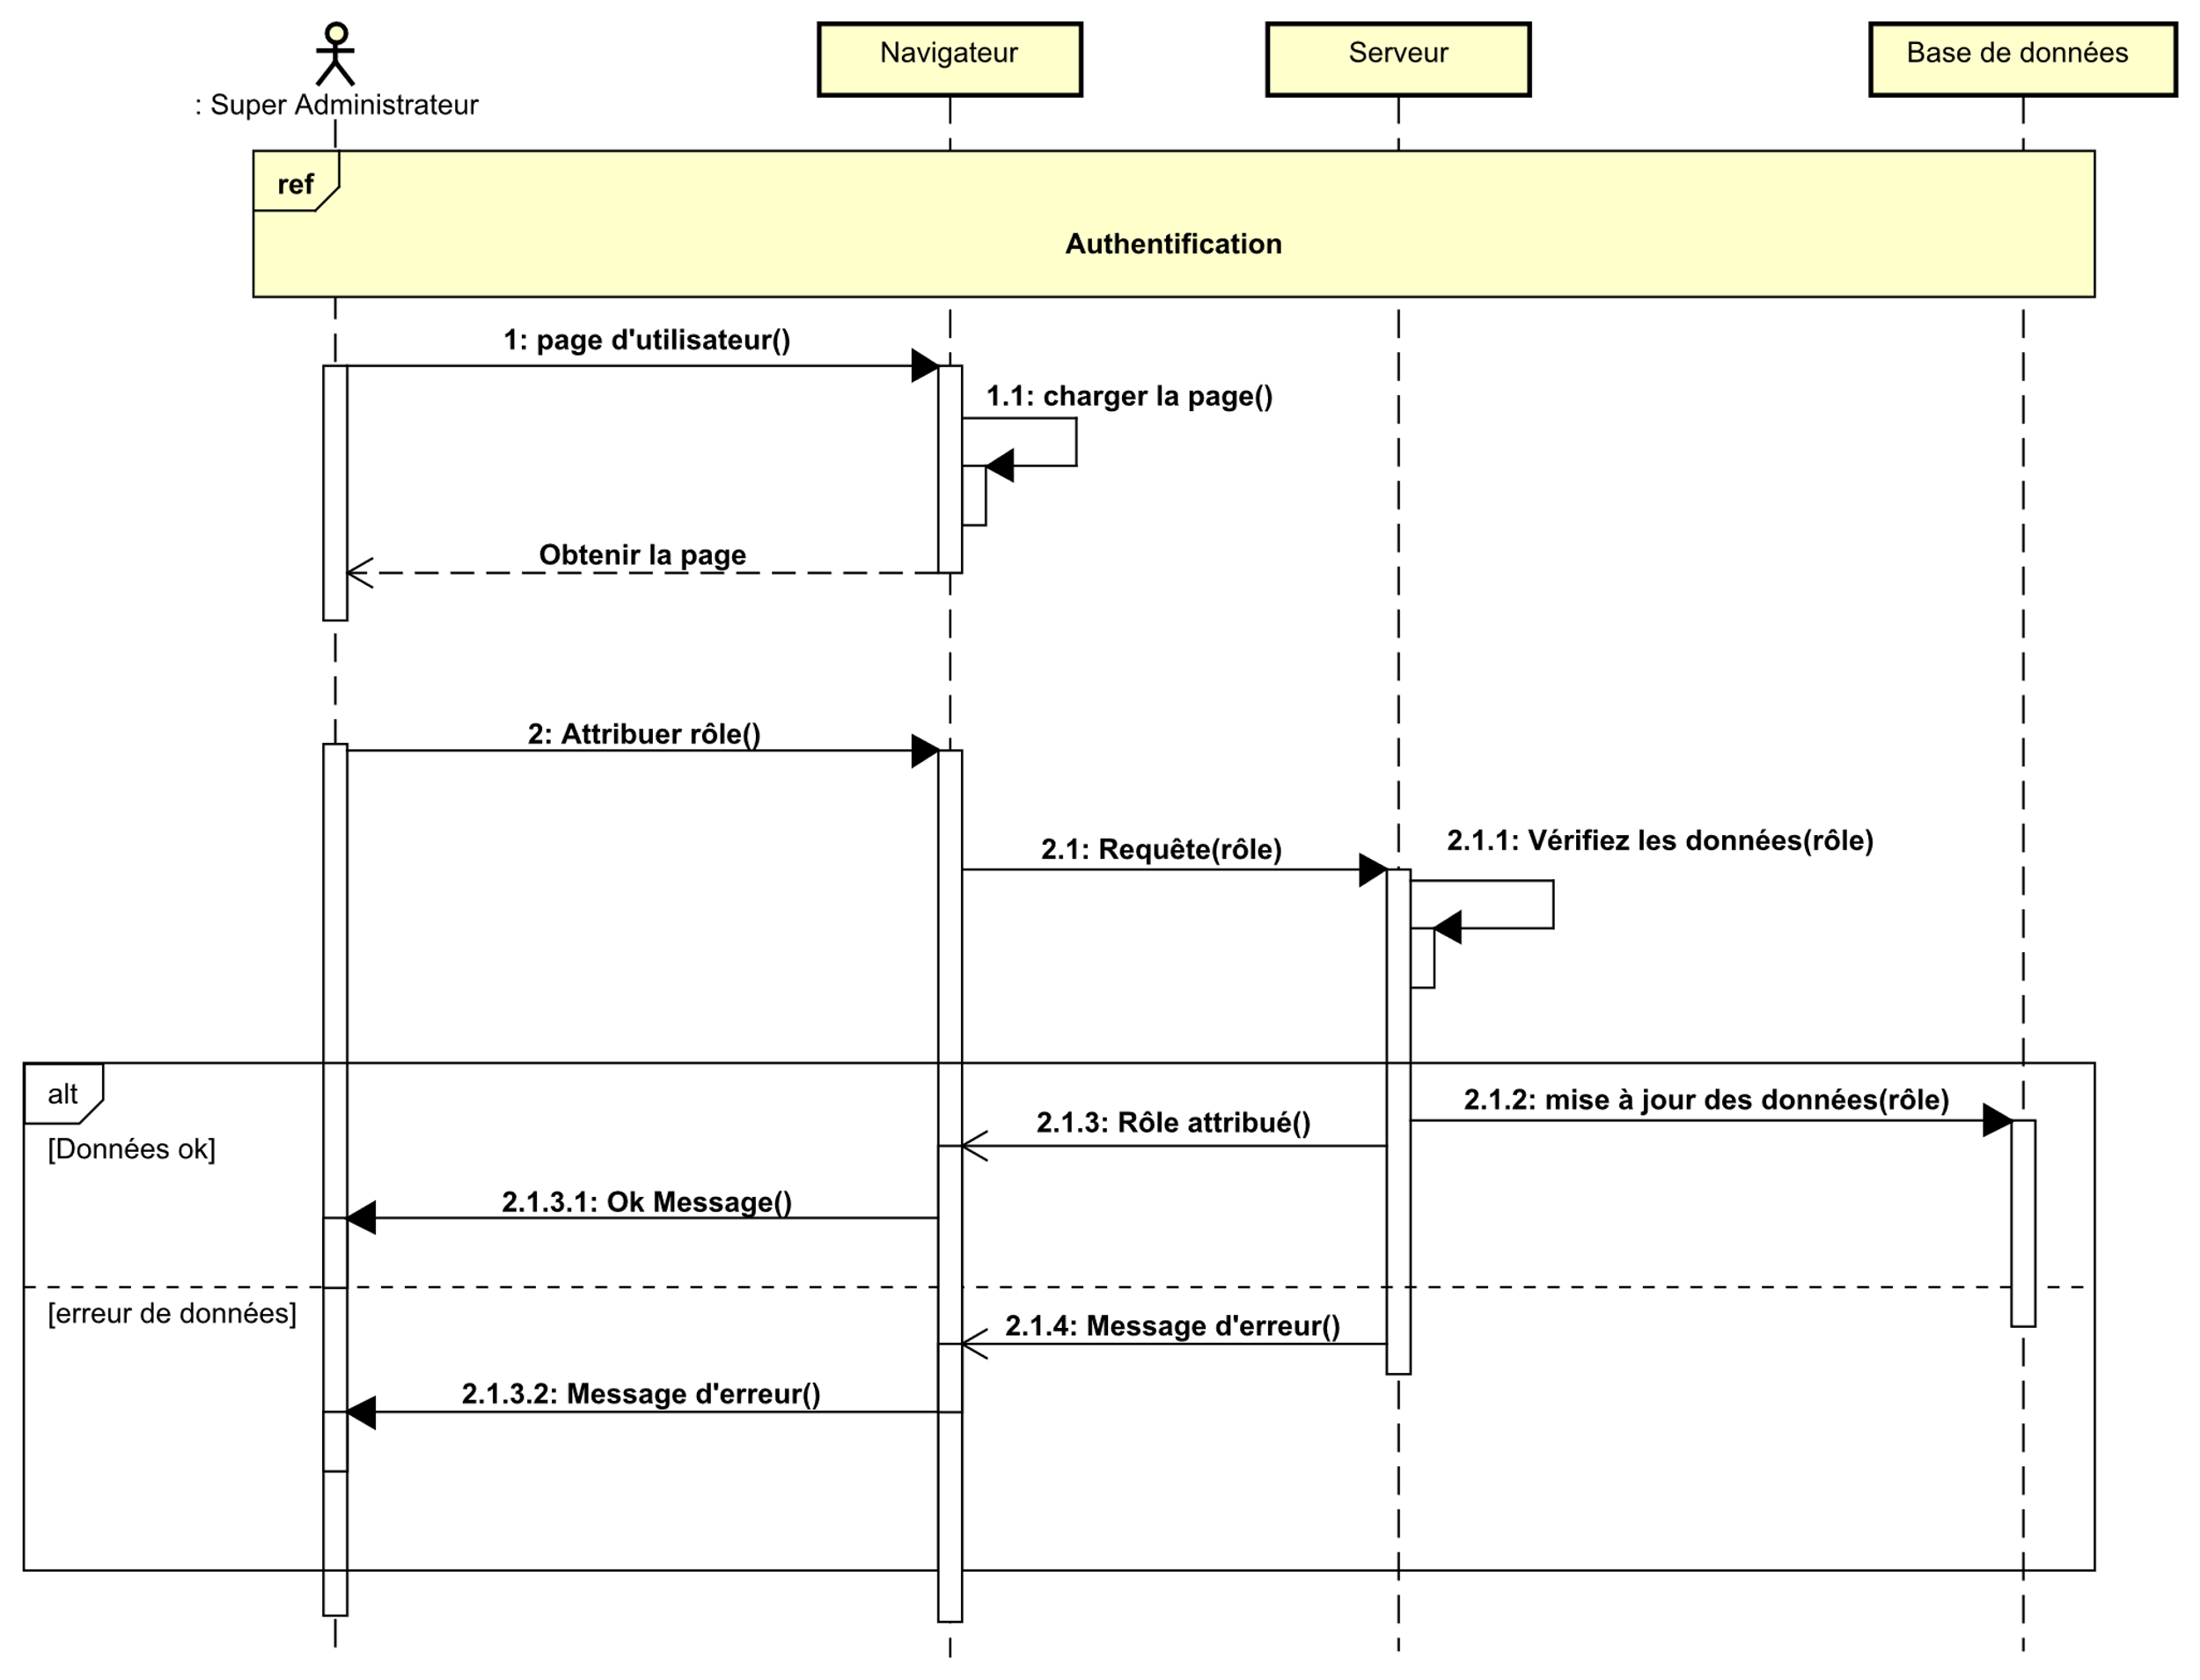 : Super Administrateur
Navigateur
Serveur
Base de données
ref
Authentification
1: page d'utilisateur()
1.1: charger la page()
Obtenir la page
2: Attribuer rôle()
2.1: Requête(rôle)
2.1.1: Vérifiez les données(rôle)
alt
[Données ok]
2.1.2: mise à jour des données(rôle)
2.1.3: Rôle attribué()
2.1.3.1: Ok Message()
[erreur de données]
2.1.4: Message d'erreur()
2.1.3.2: Message d'erreur()